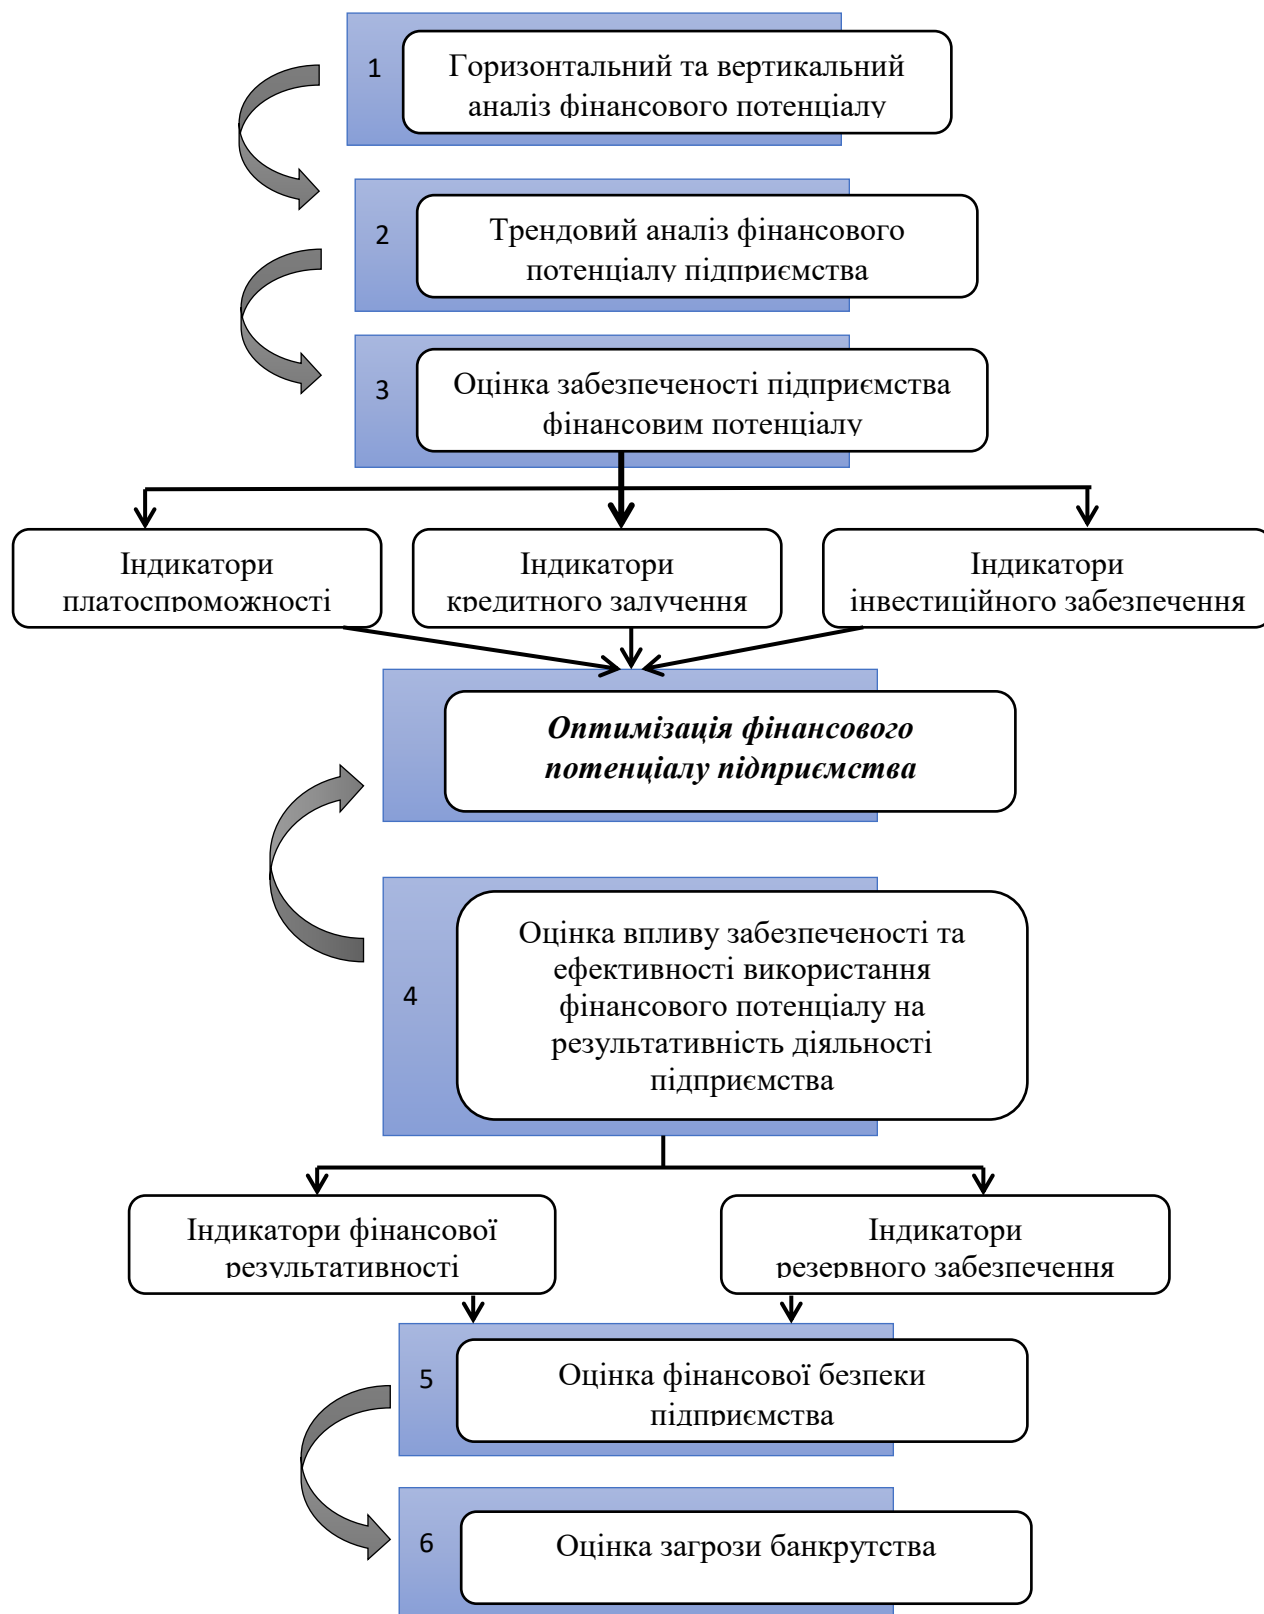 1
Горизонтальний та вертикальний
аналіз фінансового потенціалу
2
Трендовий аналіз фінансового
потенціалу підприємства
3
Оцінка забезпеченості підприємства
фінансовим потенціалу
Індикатори
платоспроможності
Індикатори
кредитного залучення
Індикатори
інвестиційного забезпечення
Оптимізація фінансового
потенціалу підприємства
4
Оцінка впливу забезпеченості та
ефективності використання
фінансового потенціалу на
результативність діяльності
підприємства
Індикатори фінансової
результативності
Індикатори
резервного забезпечення
5
Оцінка фінансової безпеки
підприємства
6
Оцінка загрози банкрутства